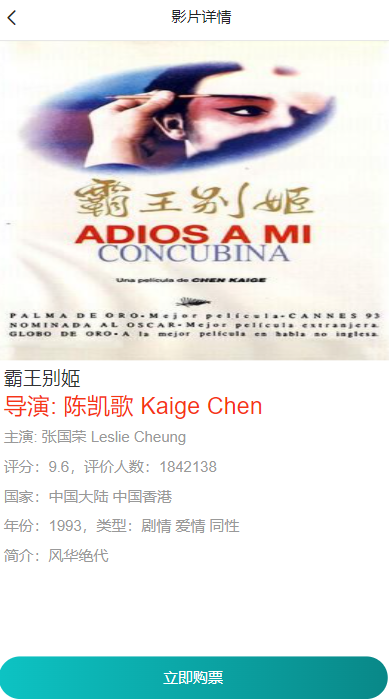 影片详情
霸王别姬
ADIOS A MI
CONCUBINA
Una película de CHEN KAIGE
PALMA DE ORO-Mejor película-CANNES 93
NOMINADA AL OSCAR-Mejor película extranjera.
GLOBO DE ORO-A la mejor película en habla no inglesa.
霸王别姬
导演: 陈凯歌 Kaige Chen
主演: 张国荣 Leslie Cheung
评分：9.6，评价人数：1842138
国家：中国大陆 中国香港
年份：1993，类型：剧情 爱情 同性
简介：风华绝代
立即购票